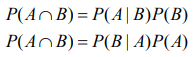 P(A ∩ B) = P(A | B)P(B)
P(A ∩ B) = P(B | A)P(A)